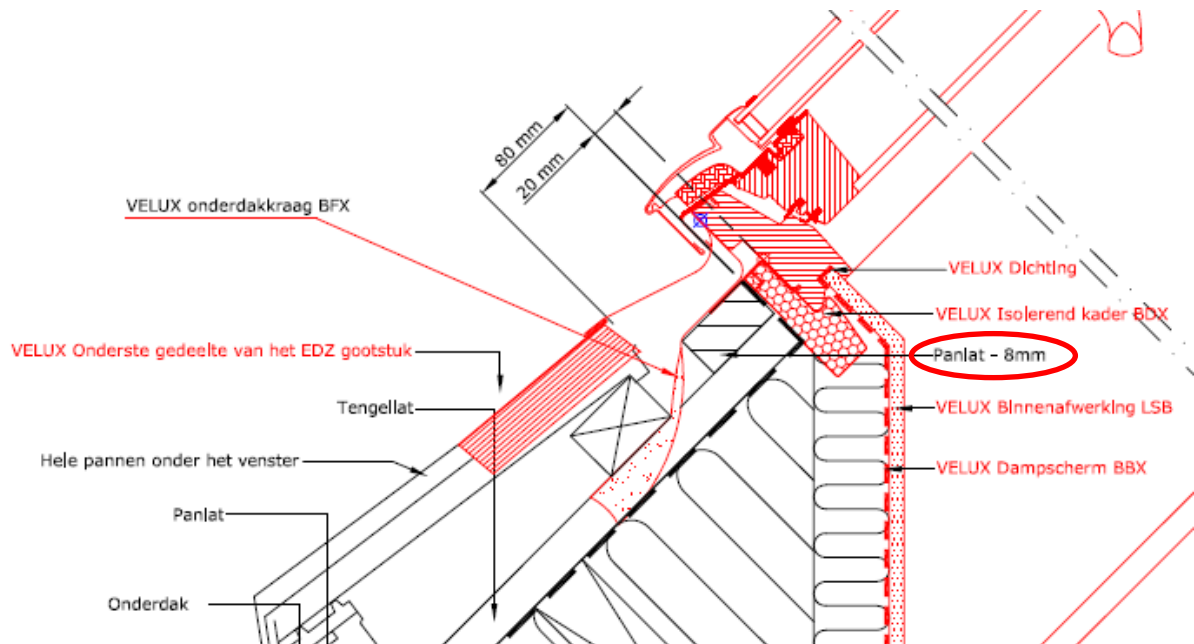 80 mm
20 mm
VELUX onderdakkraag BFX
VELUX Dichting
VELUX Isolerend kader BDX
VELUX Onderste gedeelte van het EDZ gootstuk
Panlat - 8mm
Tengellat
VELUX Binnenafwerking LSB
Hele pannen onder het venster
VELUX Dampscherm BBX
Panlat
Onderdak